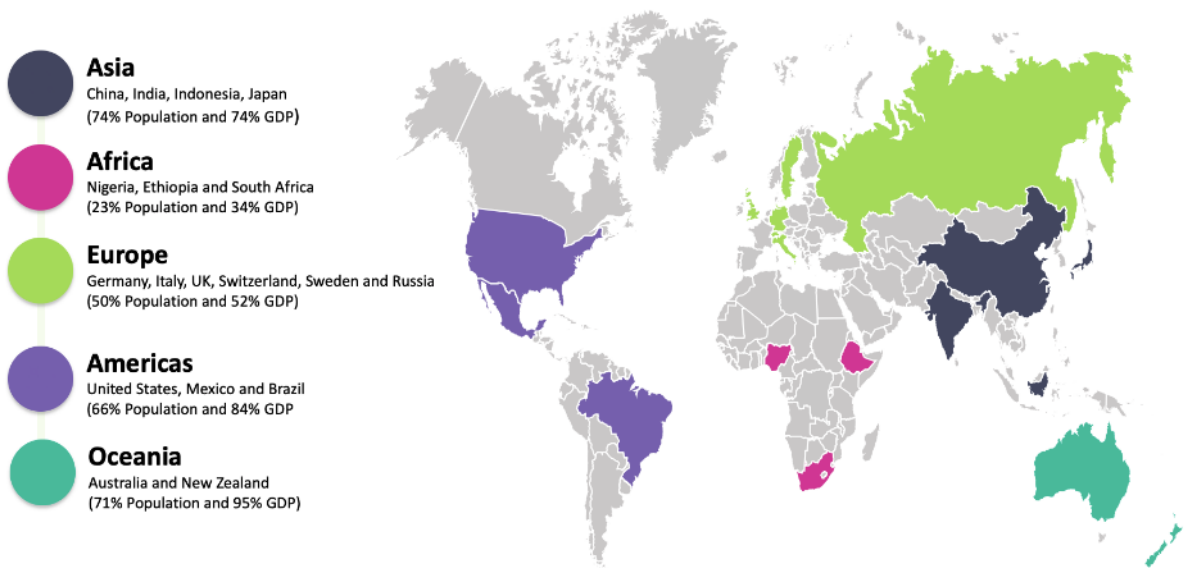 Asia
China, India, Indonesia, Japan
(74% Population and 74% GDP)
Africa
Nigeria, Ethiopia and South Africa
(23% Population and 34% GDP)
Europe
Germany, Italy, UK, Switzerland, Sweden and Russia
(50% Population and 52% GDP)
Americas
United States, Mexico and Brazil
(66% Population and 84% GDP
Oceania
Australia and New Zealand
(71% Population and 95% GDP)